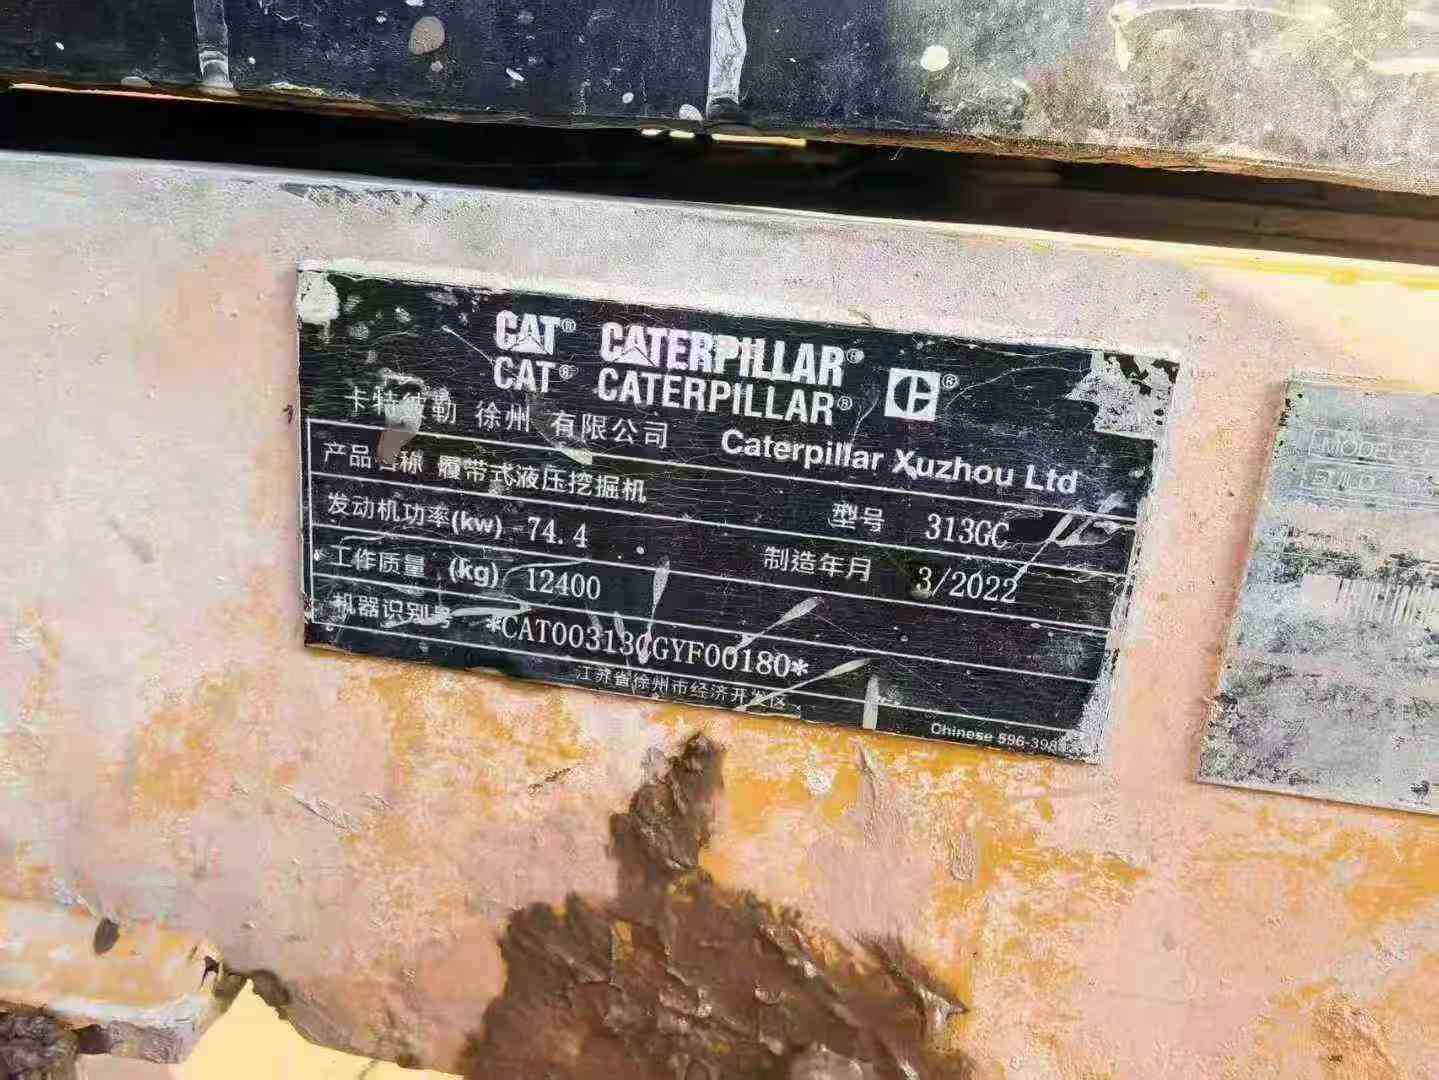 CAT® CATERPILLAR®
CAT® CATERPILLAR® ®
卡特彼勒 徐州 有限公司 Caterpillar Xuzhou Ltd
产品名称 履带式液压挖掘机 型号 313GC
发动机功率(kw) 74.4 制造年月 3/2022
工作质量 (kg) 12400
机器识别号
江苏省徐州市经济开发区
Chinese
MODEL